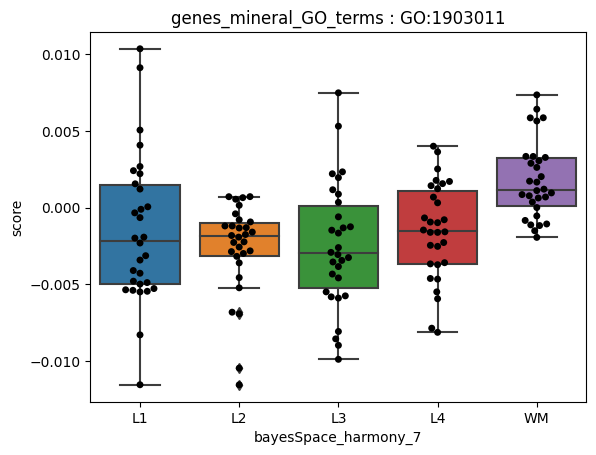 genes_mineral_GO_terms : GO:1903011
0.010
0.005
0.000
−0.005
−0.010
score
L1 L2 L3 L4 WM
bayesSpace_harmony_7